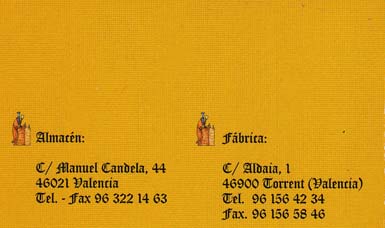 Almacén:
C/ Manuel Candela, 44
46021 Valencia
Tel. - Fax 96 322 14 63
Fábrica:
C/ Aldaia, 1
46900 Torrent (Valencia)
Tel. 96 156 42 34
Fax. 96 156 58 46